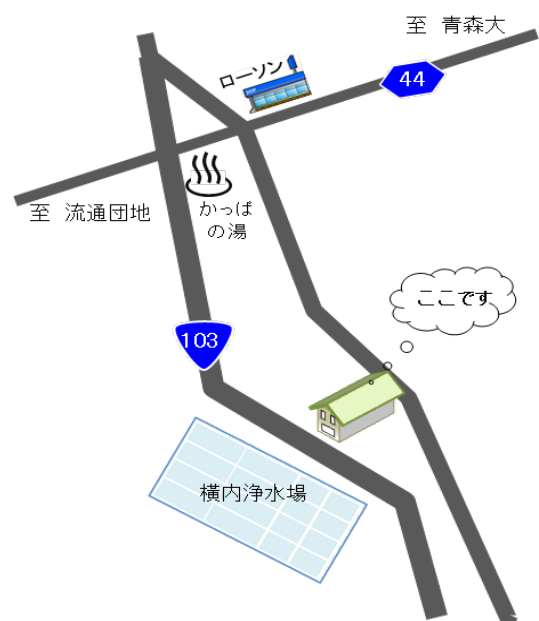 至 青森大
ローソン
44
至 流通団地
かっぱ
の湯
ここです
103
横内浄水場